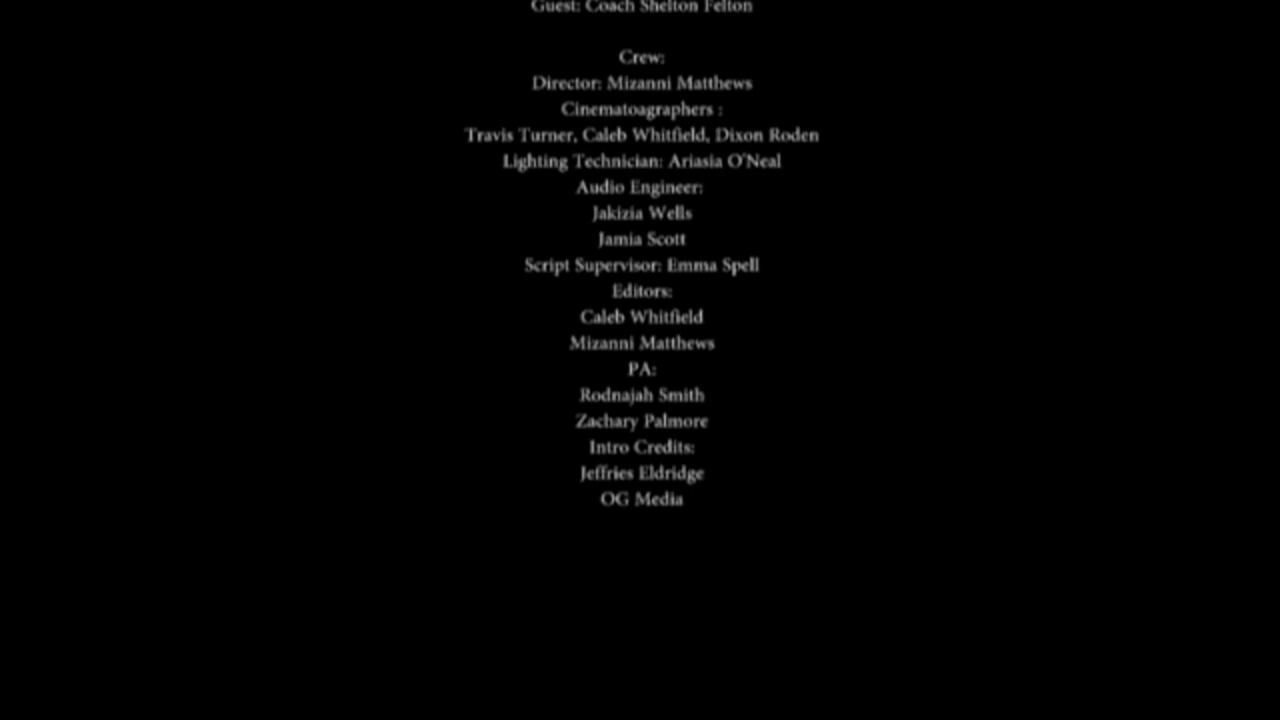 Guest: Coach Shelton Felton
Crew:
Director: Mizanni Matthews
Cinematoagraphers :
Travis Turner, Caleb Whitfield, Dixon Roden
Lighting Technician: Ariasia O'Neal
Audio Engineer:
Jakizia Wells
Jamia Scott
Script Supervisor: Emma Spell
Editors:
Caleb Whitfield
Mizanni Matthews
PA:
Rodnajah Smith
Zachary Palmore
Intro Credits:
Jeffries Eldridge
OG Media